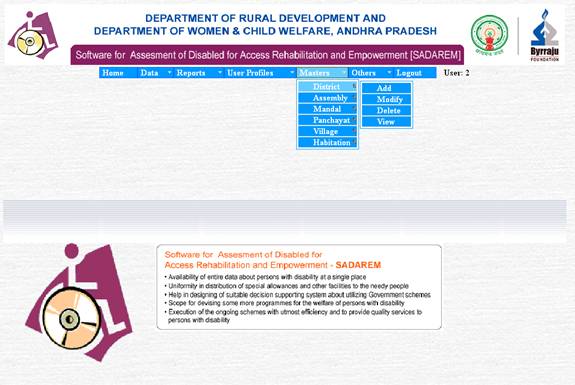 DEPARTMENT OF RURAL DEVELOPMENT AND
DEPARTMENT OF WOMEN & CHILD WELFARE, ANDHRA PRADESH
Software for Assesment of Disabled for Access Rehabilitation and Empowerment [SADAREM]
Byrraju
FOUNDATION
Home Data Reports User Profiles Masters Others Logout User: 2
District
Assembly
Mandal
Panchayat
Village
Habitation
Add
Modify
Delete
View
Software for Assesment of Disabled for
Access Rehabilitation and Empowerment - SADAREM
• Availability of entire data about persons with disability at a single place
• Uniformity in distribution of special allowances and other facilities to the needy people
• Help in designing of suitable decision supporting system about utilizing Government schemes
• Scope for devising some more programmes for the welfare of persons with disability
• Execution of the ongoing schemes with utmost efficiency and to provide quality services to
persons with disability